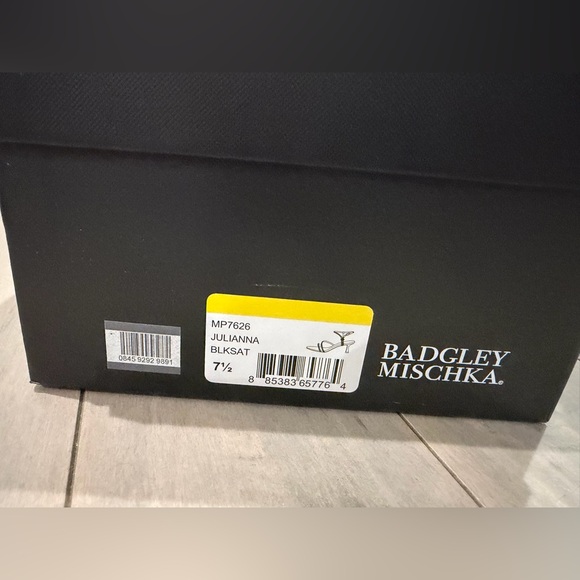 MP7626
JULIANNA
BLKSAT
7½
8 85383 65776 4
0845 9292 9891
BADGLEY
MISCHKA®